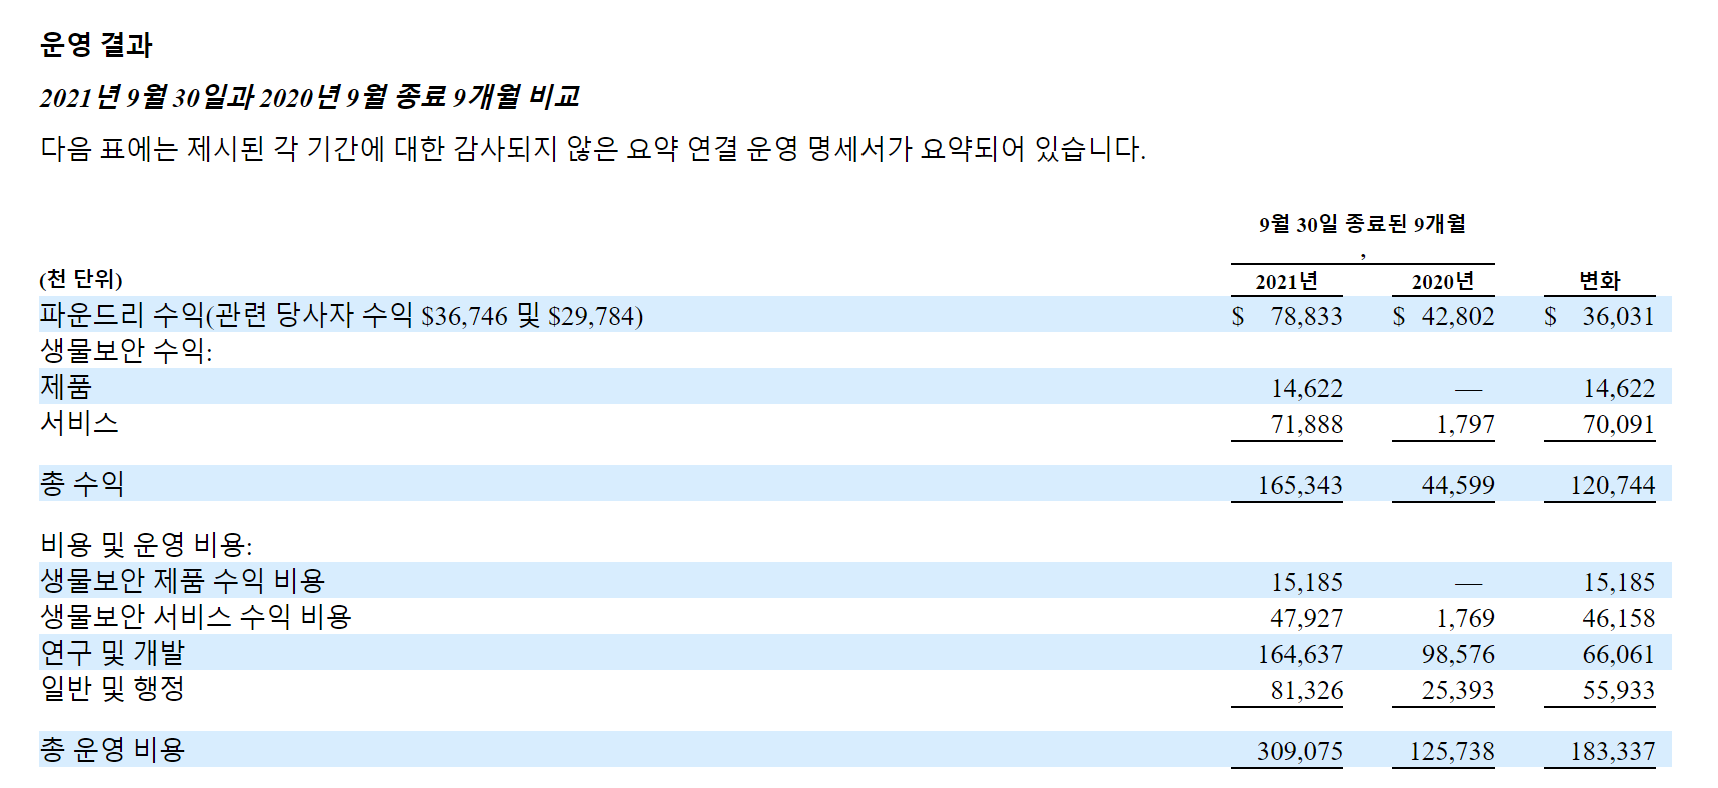 운영 결과
2021년 9월 30일과 2020년 9월 종료 9개월 비교
다음 표에는 제시된 각 기간에 대한 감사되지 않은 요약 연결 운영 명세서가 요약되어 있습니다.
9월 30일 종료된 9개월
,
(천 단위) 2021년 2020년 변화
파운드리 수익(관련 당사자 수익 $36,746 및 $29,784) $ 78,833 $ 42,802 $ 36,031
생물보안 수익:
제품 14,622 — 14,622
서비스 71,888 1,797 70,091
총 수익 165,343 44,599 120,744
비용 및 운영 비용:
생물보안 제품 수익 비용 15,185 — 15,185
생물보안 서비스 수익 비용 47,927 1,769 46,158
연구 및 개발 164,637 98,576 66,061
일반 및 행정 81,326 25,393 55,933
총 운영 비용 309,075 125,738 183,337